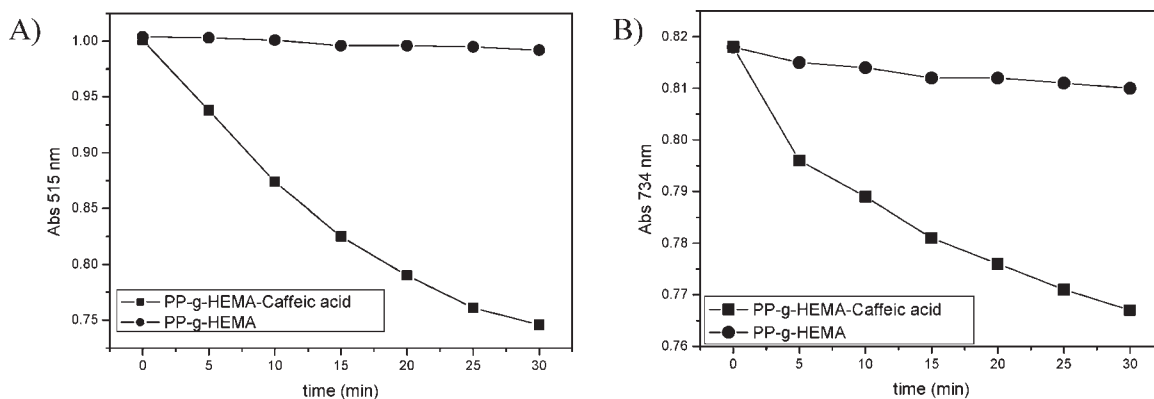 A)
1.00
0.95
0.90
0.85
0.80
0.75
Abs 515 nm
PP-g-HEMA-Caffeic acid
PP-g-HEMA
0 5 10 15 20 25 30
time (min)
B)
0.82
0.81
0.80
0.79
0.78
0.77
0.76
Abs 734 nm
PP-g-HEMA-Caffeic acid
PP-g-HEMA
0 5 10 15 20 25 30
time (min)